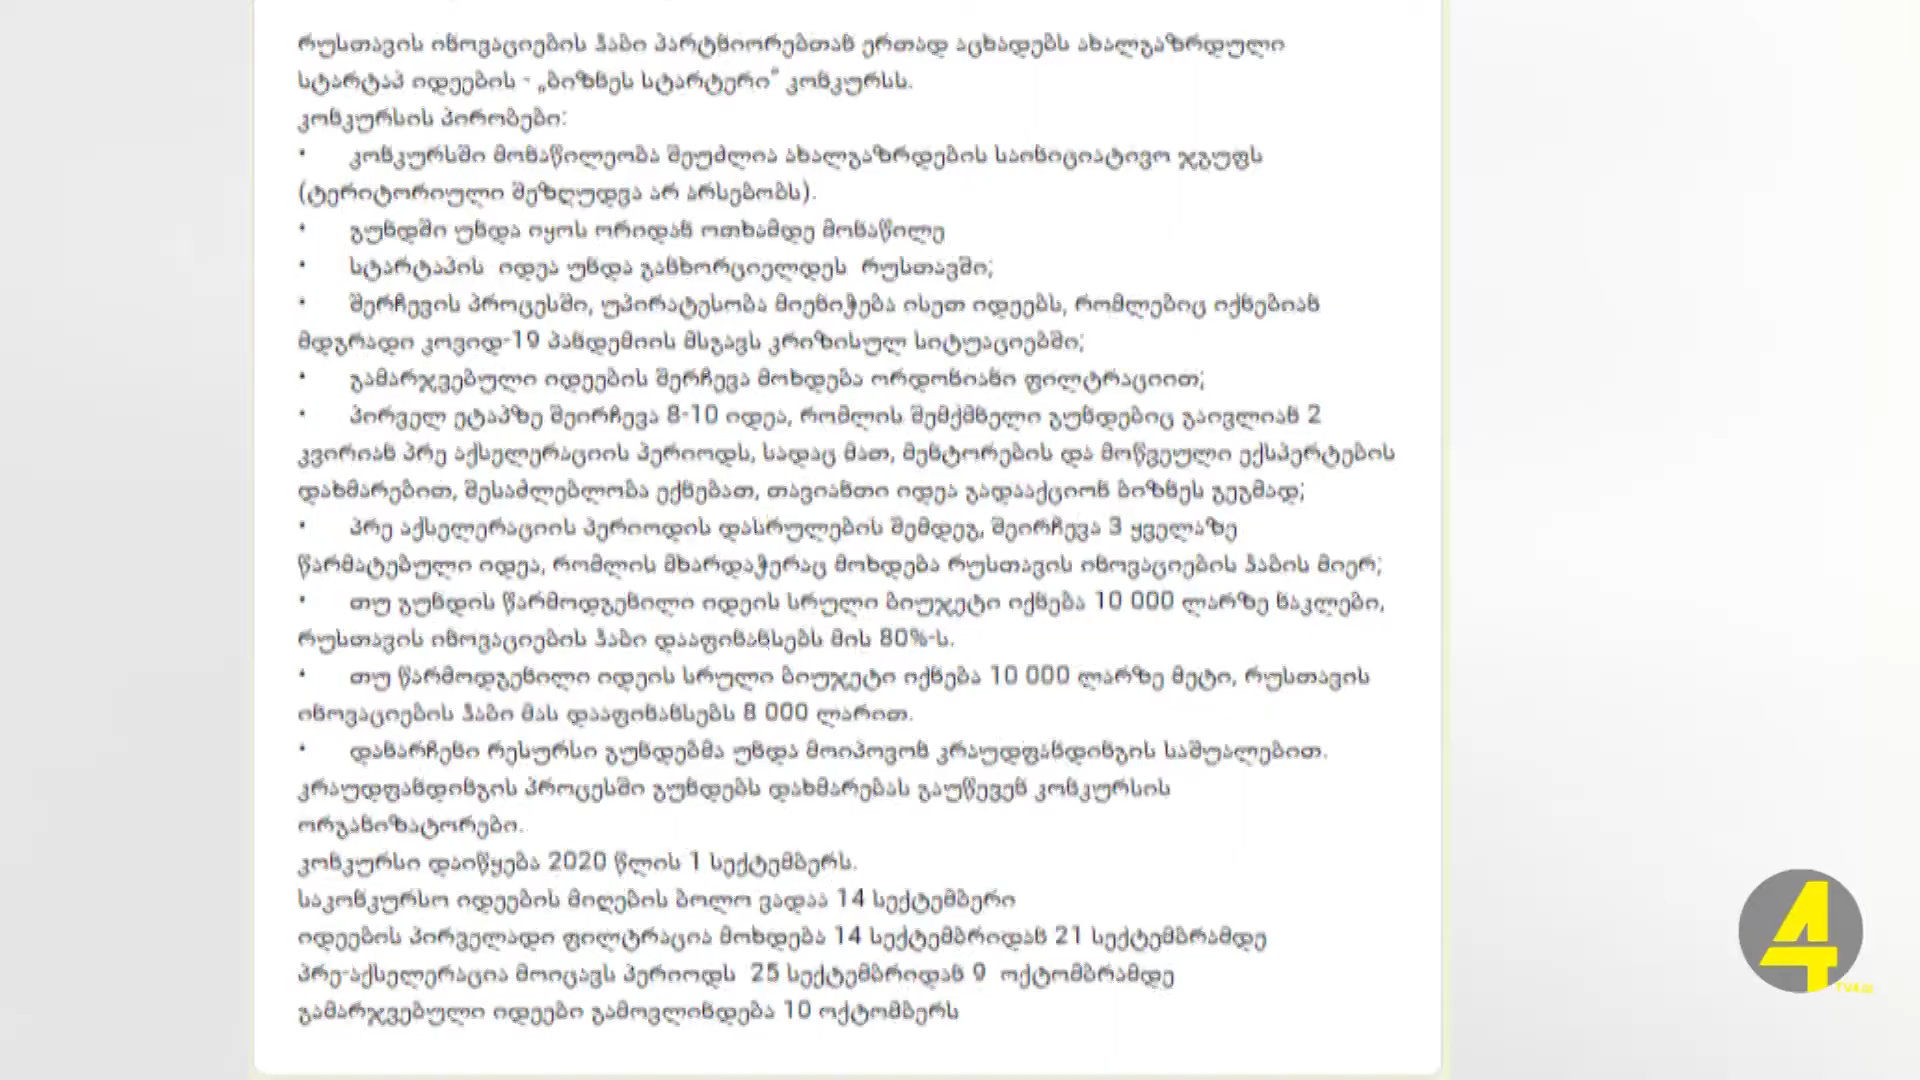 რუსთავის ინოვაციების ჰაბი პარტნიორებთან ერთად აცხადებს ახალგაზრდული
სტარტაპ იდეების - „ბიზნეს სტარტერი“ კონკურსს.
კონკურსის პირობები:
• კონკურსში მონაწილეობა შეუძლია ახალგაზრდების საინიციატივო ჯგუფს
(ტერიტორიული შეზღუდვა არ არსებობს).
• გუნდში უნდა იყოს ორიდან ოთხამდე მონაწილე
• სტარტაპის იდეა უნდა განხორციელდეს რუსთავში;
• შერჩევის პროცესში, უპირატესობა მიენიჭება ისეთ იდეებს, რომლებიც იქნებიან
მდგრადი კოვიდ-19 პანდემიის მსგავს კრიზისულ სიტუაციებში;
• გამარჯვებული იდეების შერჩევა მოხდება ორდონიანი ფილტრაციით;
• პირველ ეტაპზე შეირჩევა 8-10 იდეა, რომლის შემქმნელი გუნდებიც გაივლიან 2
კვირიან პრე აქსელერაციის პერიოდს, სადაც მათ, მენტორების და მოწვეული ექსპერტების
დახმარებით, შესაძლებლობა ექნებათ, თავიანთი იდეა გადააქციონ ბიზნეს გეგმად;
• პრე აქსელერაციის პერიოდის დასრულების შემდეგ, შეირჩევა 3 ყველაზე
წარმატებული იდეა, რომლის მხარდაჭერაც მოხდება რუსთავის ინოვაციების ჰაბის მიერ;
• თუ გუნდის წარმოდგენილი იდეის სრული ბიუჯეტი იქნება 10 000 ლარზე ნაკლები,
რუსთავის ინოვაციების ჰაბი დააფინანსებს მის 80%-ს.
• თუ წარმოდგენილი იდეის სრული ბიუჯეტი იქნება 10 000 ლარზე მეტი, რუსთავის
ინოვაციების ჰაბი მას დააფინანსებს 8 000 ლარით.
• დანარჩენი რესურსი გუნდებმა უნდა მოიპოვონ კრაუდფანდინგის საშუალებით.
კრაუდფანდინგის პროცესში გუნდებს დახმარებას გაუწევენ კონკურსის
ორგანიზატორები.
კონკურსი დაიწყება 2020 წლის 1 სექტემბერს.
საკონკურსო იდეების მიღების ბოლო ვადაა 14 სექტემბერი
იდეების პირველადი ფილტრაცია მოხდება 14 სექტემბრიდან 21 სექტემბრამდე
პრე-აქსელერაცია მოიცავს პერიოდს 25 სექტემბრიდან 9 ოქტომბრამდე
გამარჯვებული იდეები გამოვლინდება 10 ოქტომბერს
4